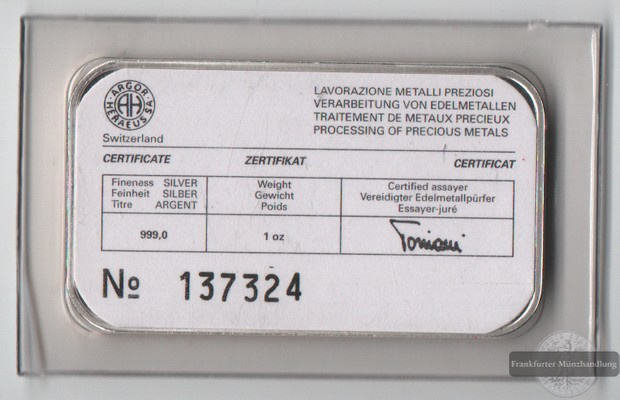 ARGOR-HERAEUS SA
AH
Switzerland
LAVORAZIONE METALLI PREZIOSI
VERARBEITUNG VON EDELMETALLEN
TRAITEMENT DE METAUX PRECIEUX
PROCESSING OF PRECIOUS METALS
CERTIFICATE ZERTIFIKAT CERTIFICAT
Fineness SILVER
Feinheit SILBER
Titre ARGENT
Weight
Gewicht
Poids
Certified assayer
Vereidigter Edelmetallpürfer
Essayer-juré
999,0
1 oz
Nº 137324
Frankfurter Münzhandlung